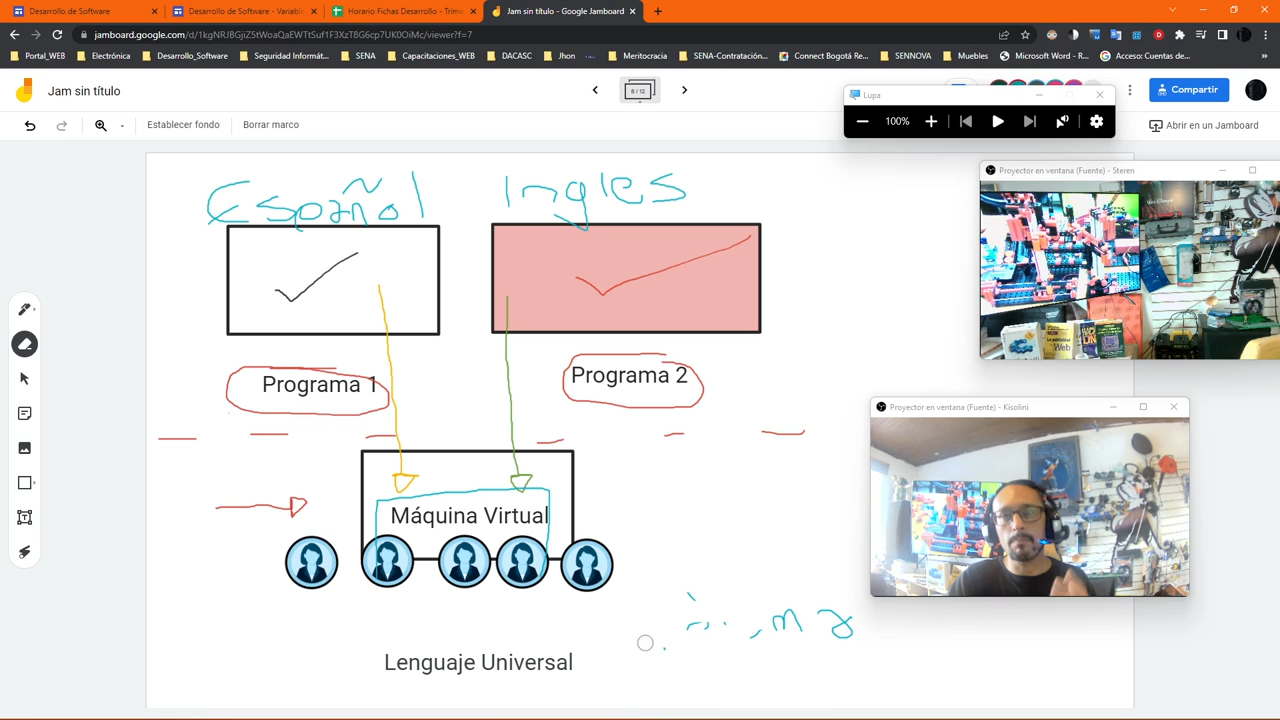 Desarrollo de Software
Desarrollo de Software - Variable
Horario Fichas Desarrollo - Trime
Jam sin título - Google Jamboard
jamboard.google.com/d/1kgNRJBGjiZ5tWoaQaEWTtSuf1F3XzT8G6cp7UK0OiMc/viewer?f=7
Portal_WEB
Electrónica
Desarrollo_Software
Seguridad Informát...
SENA
Capacitaciones_WEB
DACASC
Jhon
Meritocracia
SENA-Contratación...
Connect Bogotá Re...
SENNOVA
Muebles
Microsoft Word - R...
Acceso: Cuentas de...
Jam sin título
8 / 12
Compartir
Lupa
100%
Establecer fondo
Borrar marco
Abrir en un Jamboard
Proyector en ventana (Fuente) - Steren
Español
Ingles
Programa 1
Programa 2
Web
Proyector en ventana (Fuente) - Kisolini
Máquina Virtual
Lenguaje Universal